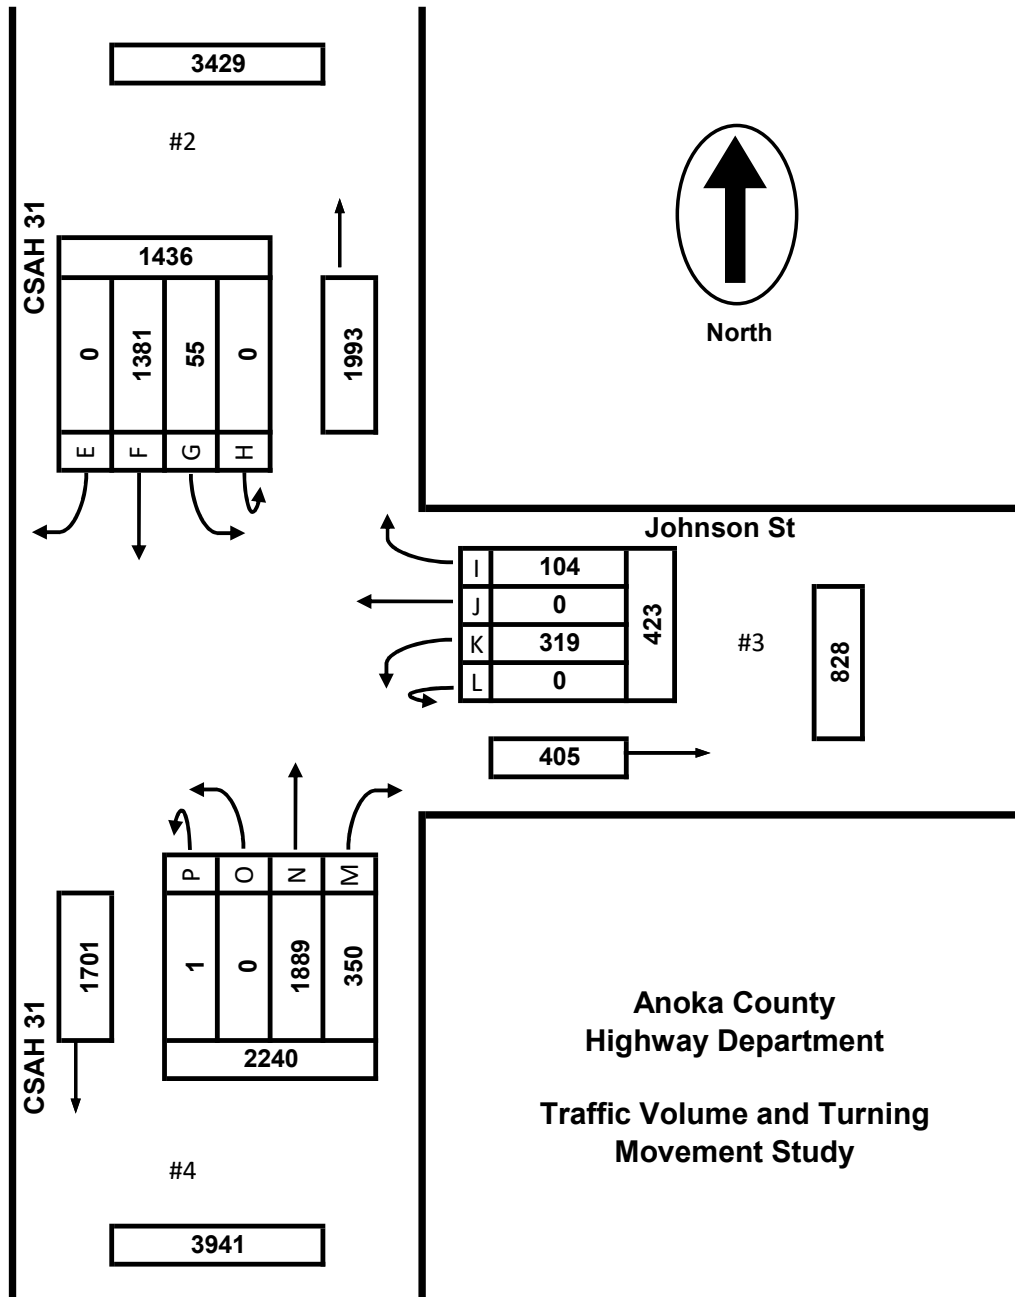 3429
#2
CSAH 31
1436
0
1381
55
0
1993
E
F
G
H
North
Johnson St
I
104
J
0
K
319
L
0
423
#3
828
405
P
O
N
M
1
0
1889
350
2240
1701
CSAH 31
#4
3941
Anoka County
Highway Department
Traffic Volume and Turning
Movement Study